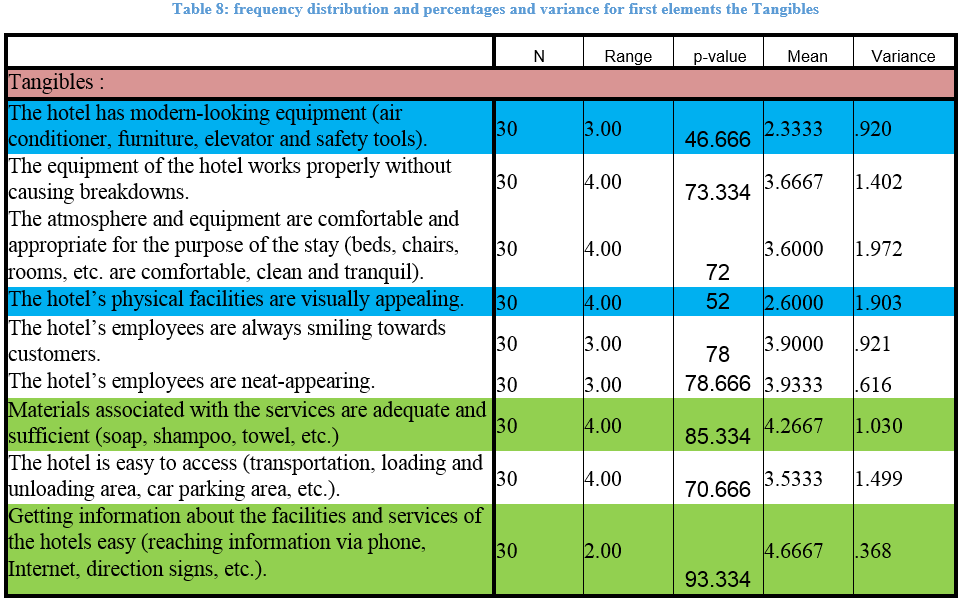 Table 8: frequency distribution and percentages and variance for first elements the Tangibles
N Range p-value Mean Variance
Tangibles :
The hotel has modern-looking equipment (air
conditioner, furniture, elevator and safety tools).
30 3.00 46.666 2.3333 .920
The equipment of the hotel works properly without
causing breakdowns.
30 4.00 73.334 3.6667 1.402
The atmosphere and equipment are comfortable and
appropriate for the purpose of the stay (beds, chairs,
rooms, etc. are comfortable, clean and tranquil).
30 4.00 72 3.6000 1.972
The hotel’s physical facilities are visually appealing. 30 4.00 52 2.6000 1.903
The hotel’s employees are always smiling towards
customers.
30 3.00 78 3.9000 .921
The hotel’s employees are neat-appearing. 30 3.00 78.666 3.9333 .616
Materials associated with the services are adequate and
sufficient (soap, shampoo, towel, etc.)
30 4.00 85.334 4.2667 1.030
The hotel is easy to access (transportation, loading and
unloading area, car parking area, etc.).
30 4.00 70.666 3.5333 1.499
Getting information about the facilities and services of
the hotels easy (reaching information via phone,
Internet, direction signs, etc.).
30 2.00 93.334 4.6667 .368